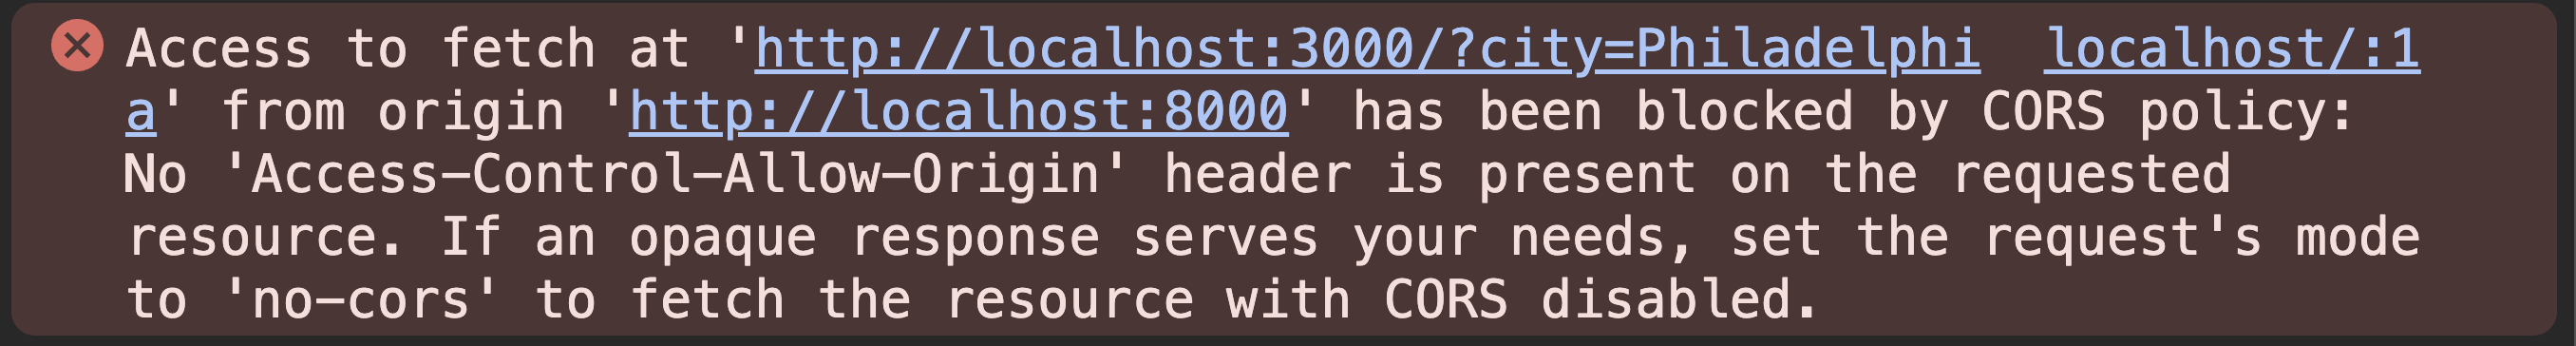 Access to fetch at 'http://localhost:3000/?city=Philadelphi localhost/:1
a' from origin 'http://localhost:8000' has been blocked by CORS policy:
No 'Access-Control-Allow-Origin' header is present on the requested
resource. If an opaque response serves your needs, set the request's mode
to 'no-cors' to fetch the resource with CORS disabled.